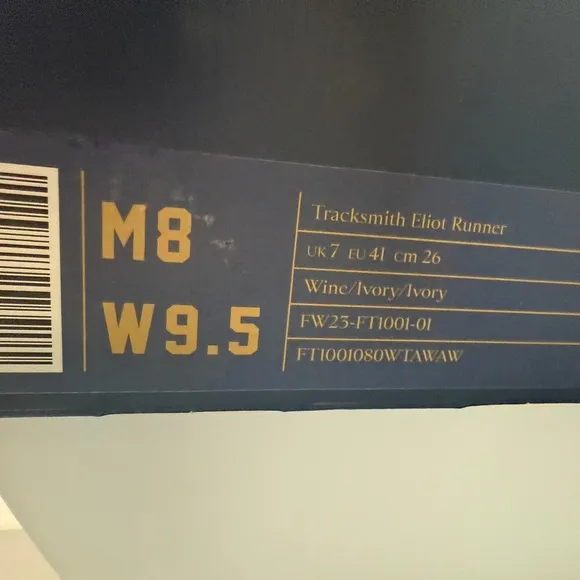 M8
W9.5
Tracksmith Eliot Runner
UK 7 EU 41 cm 26
Wine/Ivory/Ivory
FW23-FT1001-01
FT1001080WTAWAW